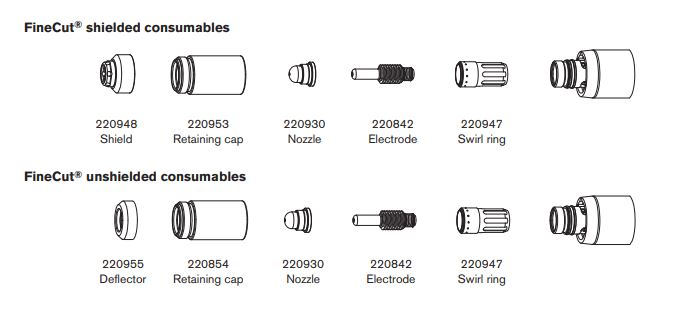 FineCut® shielded consumables
220948 220953 220930 220842 220947
Shield Retaining cap Nozzle Electrode Swirl ring
FineCut® unshielded consumables
220955 220854 220930 220842 220947
Deflector Retaining cap Nozzle Electrode Swirl ring